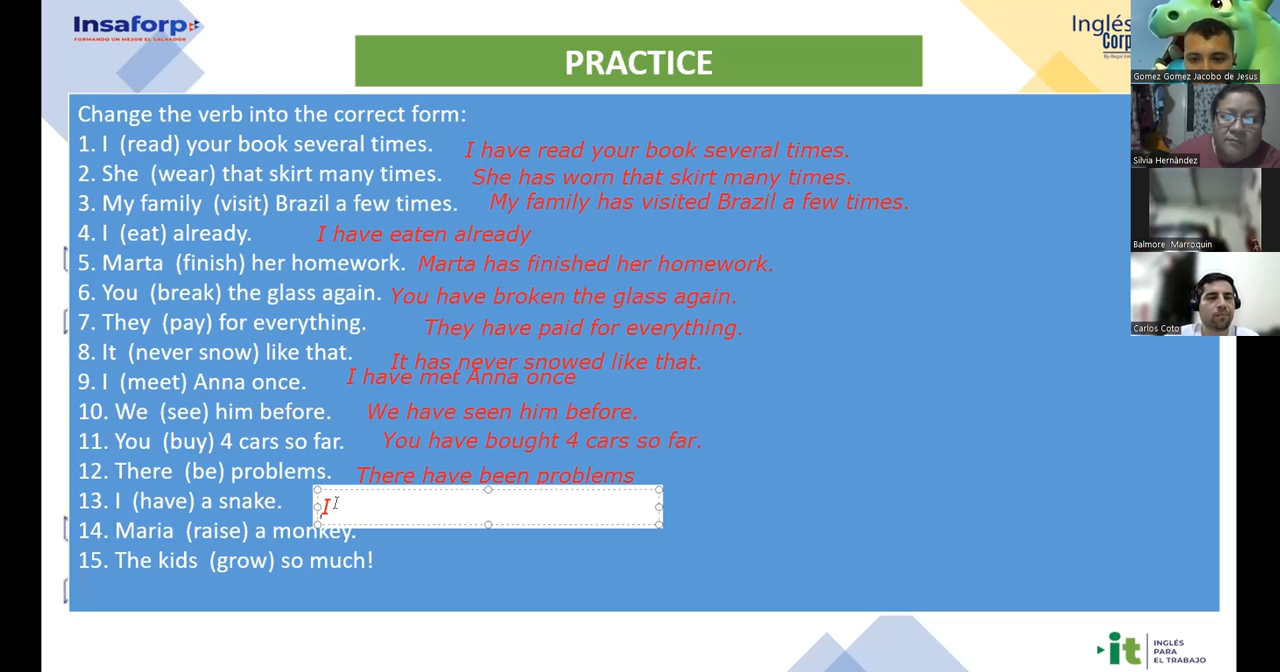 Insaforp
FORMANDO UN MEJOR EL SALVADOR
Inglés
Corp
PRACTICE
Gomez Gomez Jacobo de Jesus
Silvia Hernàndez
Balmore Marroquin
Carlos Coto
Change the verb into the correct form:
1. I (read) your book several times. I have read your book several times.
2. She (wear) that skirt many times. She has worn that skirt many times.
3. My family (visit) Brazil a few times. My family has visited Brazil a few times.
4. I (eat) already. I have eaten already
5. Marta (finish) her homework. Marta has finished her homework.
6. You (break) the glass again. You have broken the glass again.
7. They (pay) for everything. They have paid for everything.
8. It (never snow) like that. It has never snowed like that.
9. I (meet) Anna once. I have met Anna once
10. We (see) him before. We have seen him before.
11. You (buy) 4 cars so far. You have bought 4 cars so far.
12. There (be) problems. There have been problems
13. I (have) a snake. I
14. Maria (raise) a monkey.
15. The kids (grow) so much!
it INGLÉS
PARA
EL TRABAJO